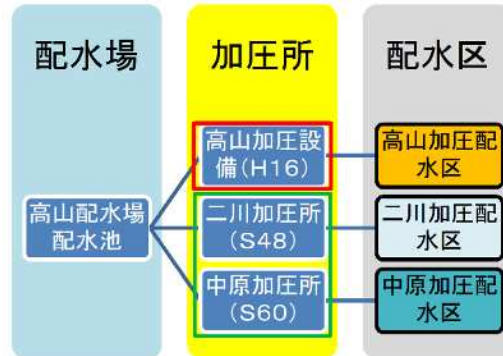 配水場
加圧所
配水区
高山配水場
配水池
高山加圧設
備(H16)
二川加圧所
(S48)
中原加圧所
(S60)
高山加圧配
水区
二川加圧配
水区
中原加圧配
水区